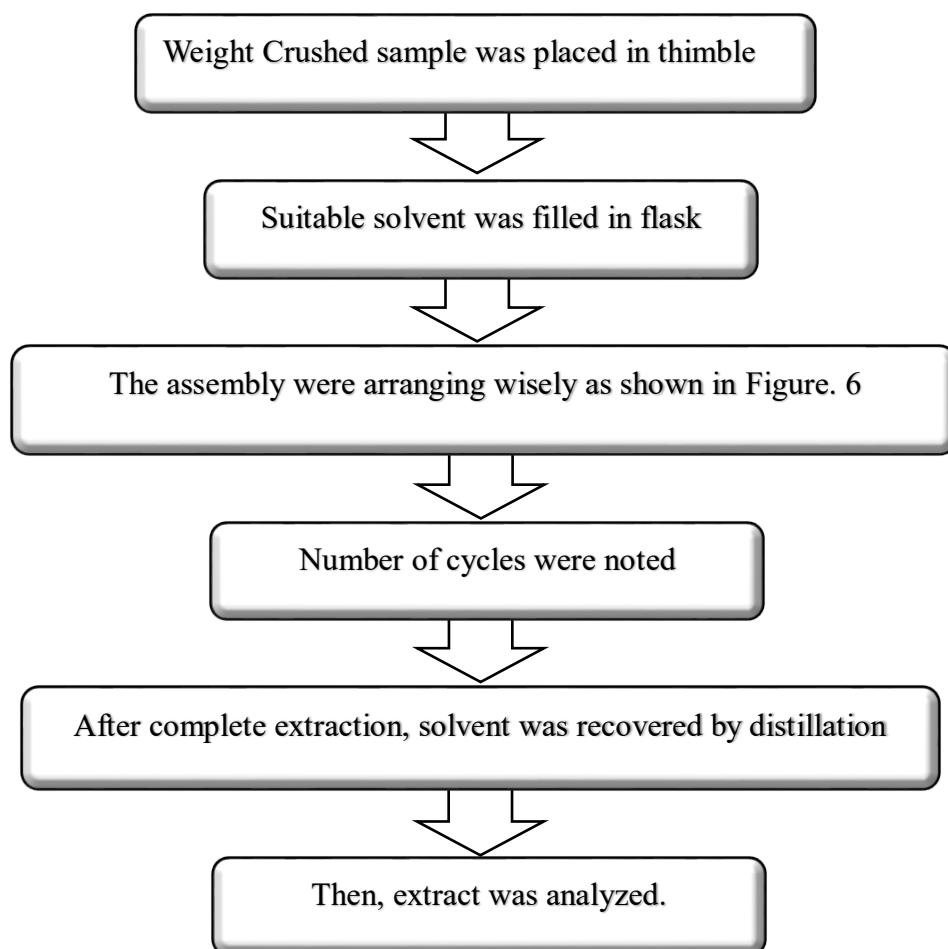 Weight Crushed sample was placed in thimble
Suitable solvent was filled in flask
The assembly were arranging wisely as shown in Figure. 6
Number of cycles were noted
After complete extraction, solvent was recovered by distillation
Then, extract was analyzed.